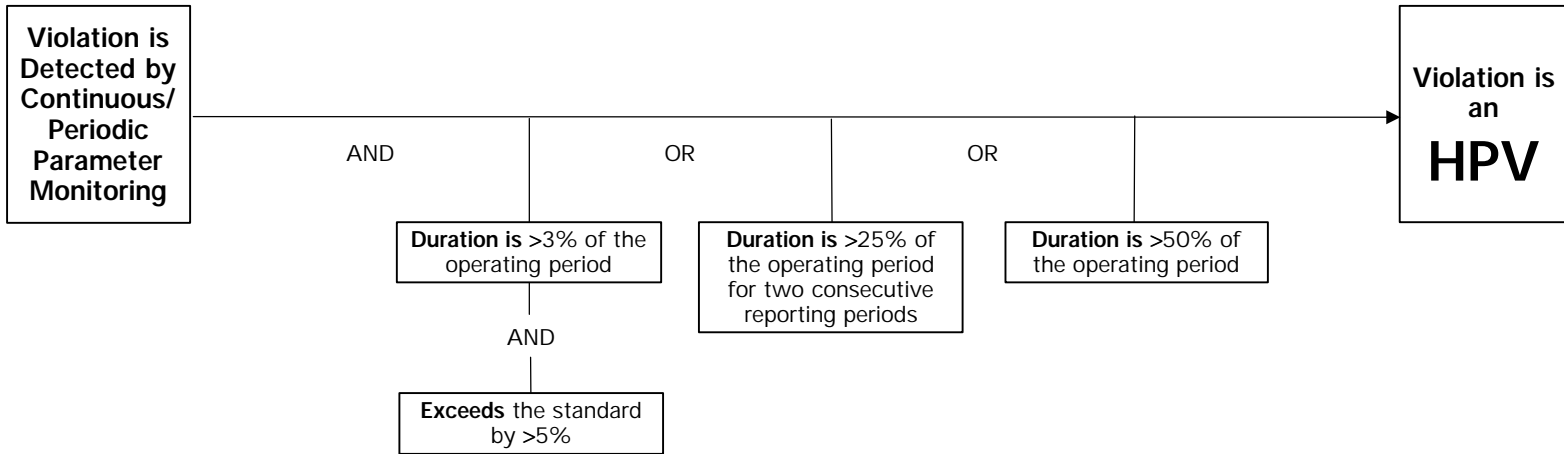 Violation is
Detected by
Continuous/
Periodic
Parameter
Monitoring
AND
OR
OR
Violation is
an
HPV
Duration is >3% of the
operating period
Duration is >25% of
the operating period
for two consecutive
reporting periods
Duration is >50% of
the operating period
AND
Exceeds the standard
by >5%